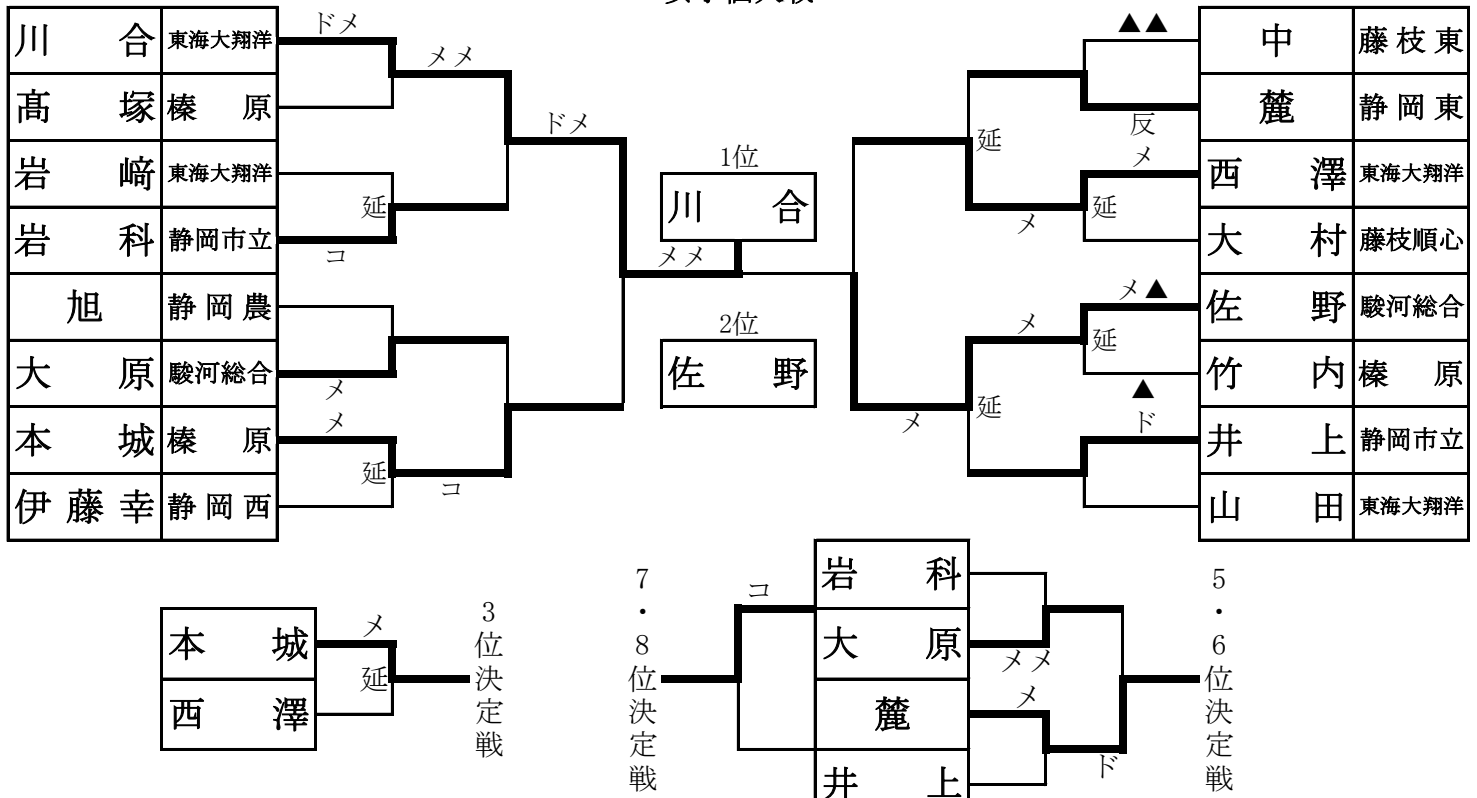 川合 東海大翔洋
髙塚 榛原
岩﨑 東海大翔洋
岩科 静岡市立
旭 静岡農
大原 駿河総合
本城 榛原
伊藤幸 静岡西
ドメ
メメ
延
コ
ドメ
メ
メ
延
コ
1位
川合
メメ
2位
佐野
▲▲
反
延
メ
延
メ
メ▲
メ
延
▲
延
メ
ド
中 藤枝東
麓 静岡東
西澤 東海大翔洋
大村 藤枝順心
佐野 駿河総合
竹内 榛原
井上 静岡市立
山田 東海大翔洋
本城
西澤
メ
延
3位決定戦
7・8位決定戦
コ
岩科
大原
麓
井上
メメ
メ
ド
5・6位決定戦